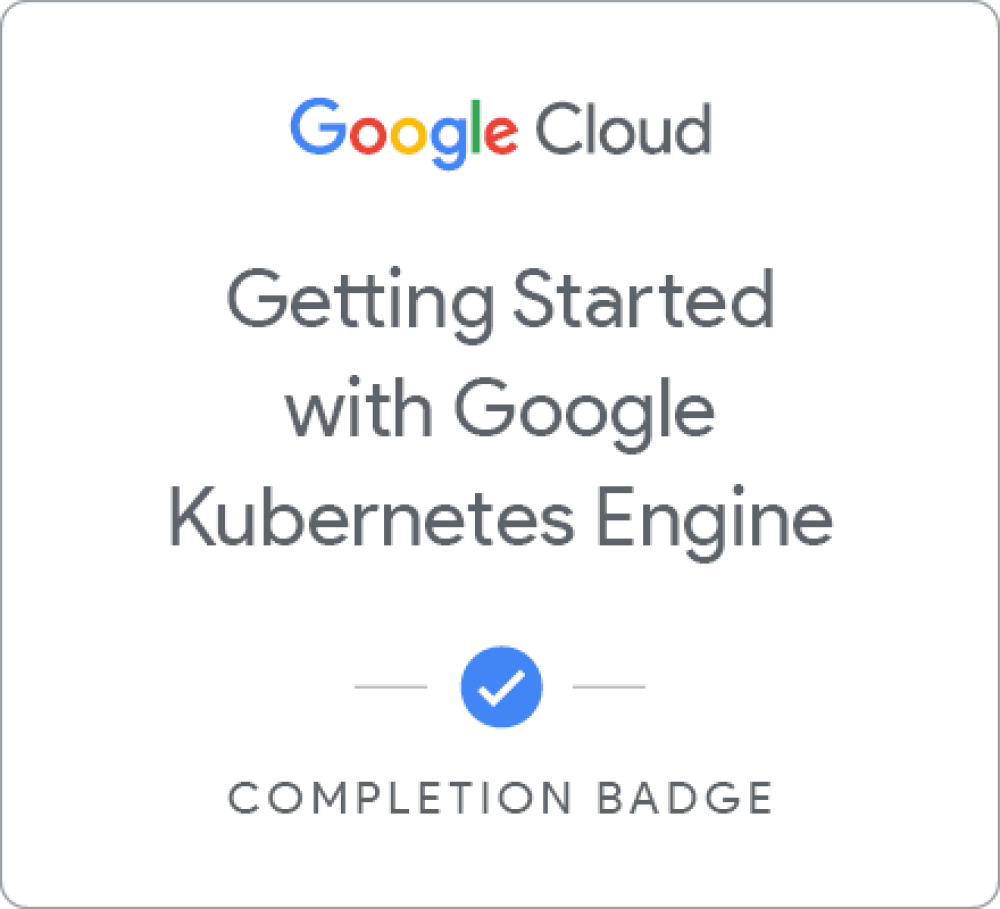 Google Cloud
Getting Started
with Google
Kubernetes Engine
COMPLETION BADGE